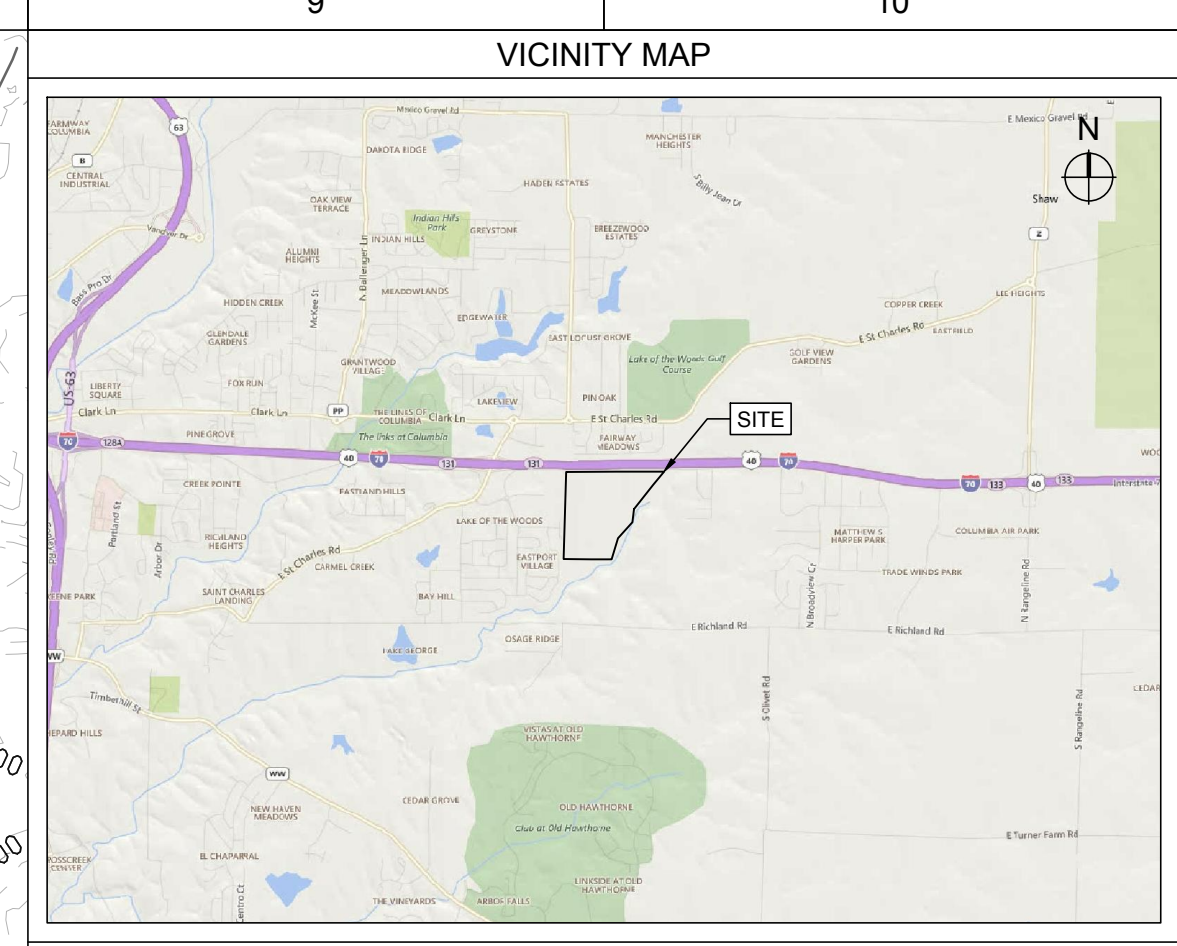 9
10
VICINITY MAP
Mexico Gravel Rd
E Mexico Gravel Rd
N
63
FARMWAY
COLUMBIA
B
CENTRAL
INDUSTRIAL
DAKOTA RIDGE
MANCHESTER
HEIGHTS
HADEN ESTATES
S Billy Jean Dr
Shaw
OAK VIEW
TERRACE
Indian Hills
Park
GREYSTONE
BREEZEWOOD
ESTATES
Z
Vandiver Dr
INDIAN HILLS
ALUMNI
HEIGHTS
N Ballenger Ln
Bass Pro Dr
HIDDEN CREEK
McKee St
MEADOWLANDS
LEE HEIGHTS
COPPER CREEK
EDGEWATER
E St Charles Rd
EASTFIELD
GLENDALE
GARDENS
EAST LOCUST GROVE
Lake of the Woods Golf
Course
GOLF VIEW
GARDENS
GRANTWOOD
VILLAGE
US-63
LIBERTY
SQUARE
FOX RUN
LAKEVIEW
PIN OAK
Clark Ln
Clark Ln
PP
THE LINKS OF
COLUMBIA
Clark Ln
E St Charles Rd
SITE
PINEGROVE
The links at Columbia
FAIRWAY
MEADOWS
70
128A
40
70
131
131
40
70
70
133
40
133
Interstate
CREEK POINTE
EASTLAND HILLS
Portland St
LAKE OF THE WOODS
MATTHEW S
HARPER PARK
COLUMBIA AIR PARK
RICHLAND
HEIGHTS
Arbor Dr
E St Charles Rd
CARMEL CREEK
EASTPORT
VILLAGE
TRADE WINDS PARK
N Broadview Ct
N Rangeline Rd
KEENE PARK
SAINT CHARLES
LANDING
BAY HILL
E Richland Rd
E Richland Rd
OSAGE RIDGE
LAKE GEORGE
WW
Timberhill St
S Olivet Rd
S Rangeline Rd
CEDAR
SHEPARD HILLS
VISTAS AT OLD
HAWTHORNE
WW
NEW HAVEN
MEADOWS
CEDAR GROVE
OLD HAWTHORNE
Club at Old Hawthorne
E Turner Farm Rd
EL CHAPARRAL
CROSSCREEK
CENTER
LINKSIDE AT OLD
HAWTHORNE
THE VINEYARDS
ARBOR FALLS